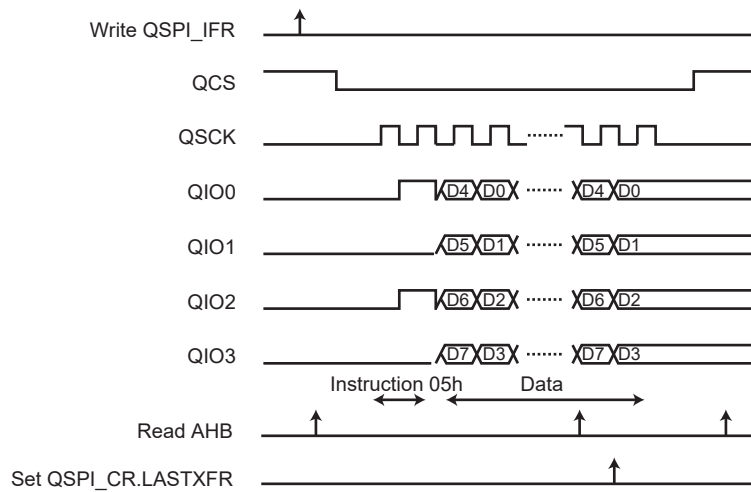 Write QSPI_IFR
QCS
QSCK
QIO0 D4 D0 D4 D0
QIO1 D5 D1 D5 D1
QIO2 D6 D2 D6 D2
QIO3 D7 D3 D7 D3
Instruction 05h Data
Read AHB
Set QSPI_CR.LASTXFR